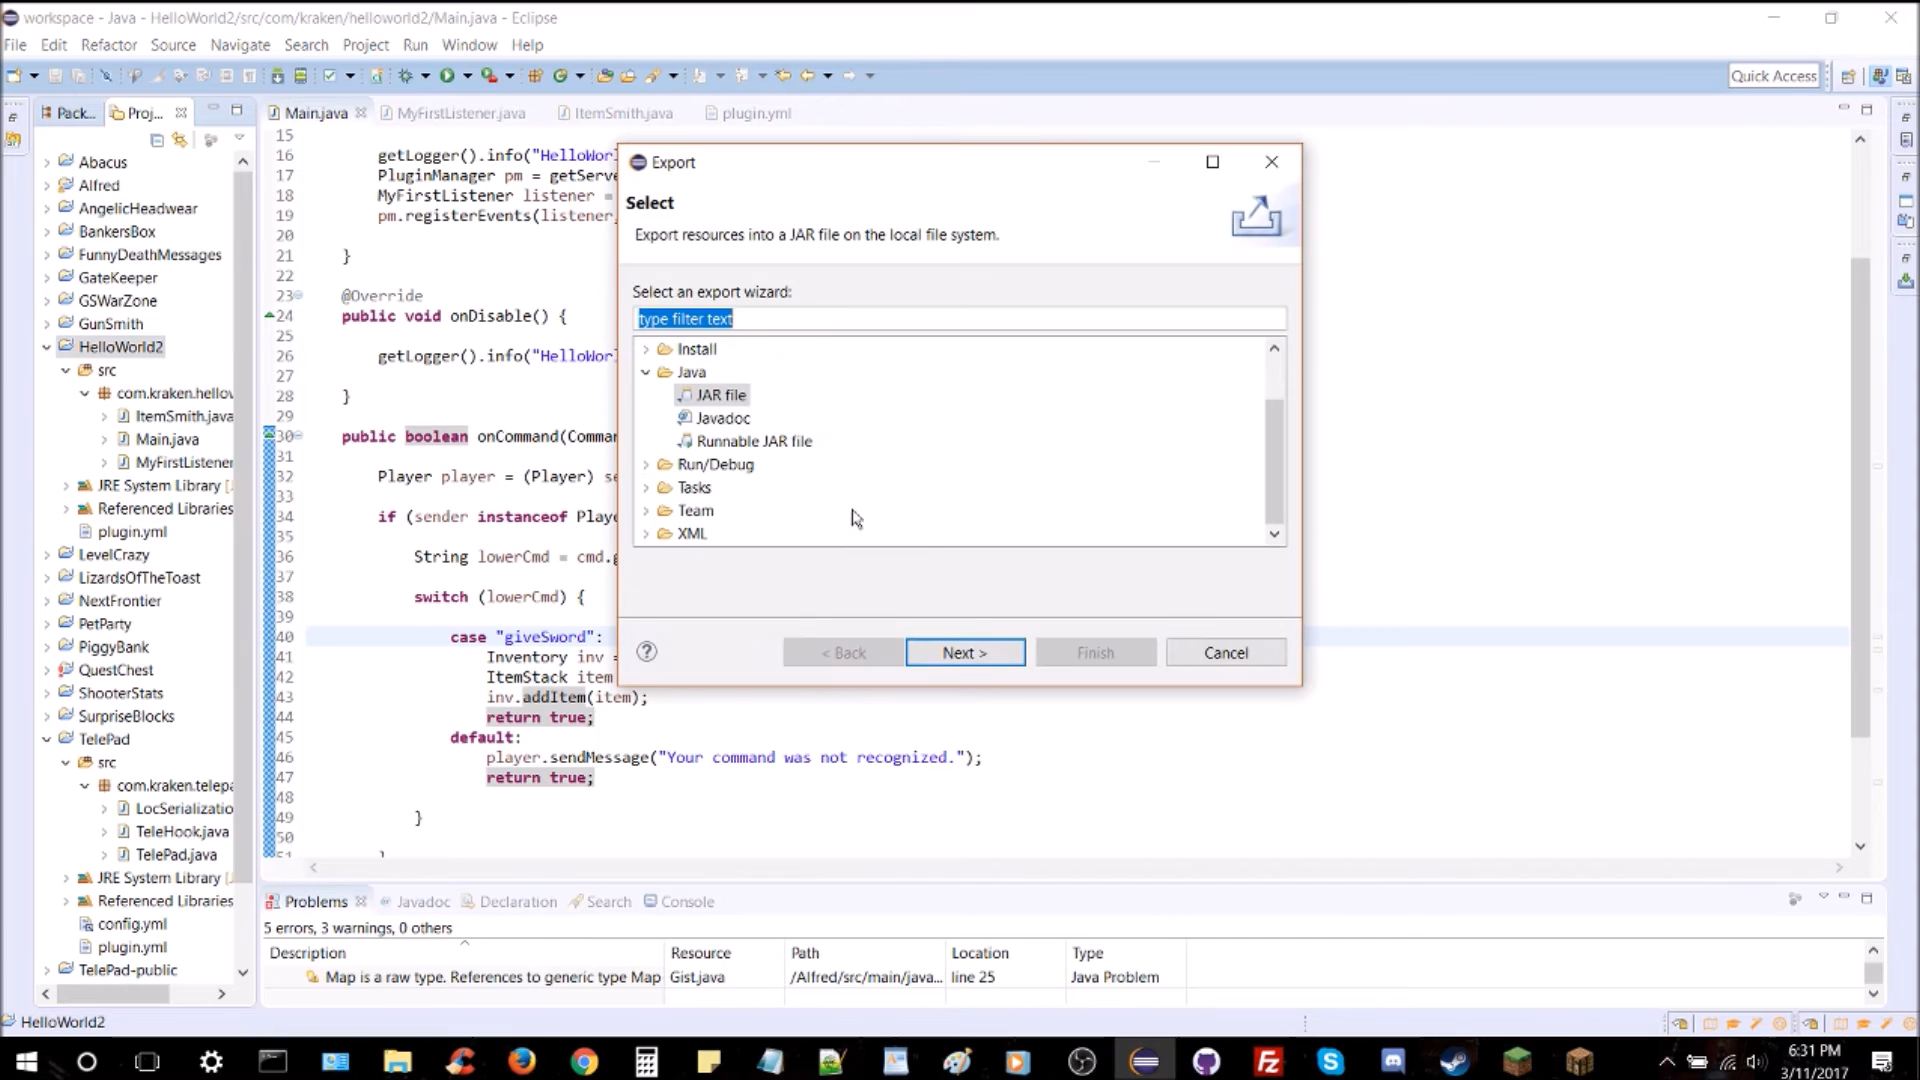 workspace - Java - HelloWorld2/src/com/kraken/helloworld2/Main.java - Eclipse
File Edit Refactor Source Navigate Search Project Run Window Help
Quick Access
Pack... Proj...
Main.java MyFirstListener.java ItemSmith.java plugin.yml
Abacus
Alfred
AngelicHeadwear
BankersBox
FunnyDeathMessages
GateKeeper
GSWarZone
GunSmith
HelloWorld2
src
com.kraken.hellow
ItemSmith.java
Main.java
MyFirstListener
JRE System Library [
Referenced Libraries
plugin.yml
LevelCrazy
LizardsOfTheToast
NextFrontier
PetParty
PiggyBank
QuestChest
ShooterStats
SurpriseBlocks
TelePad
src
com.kraken.telepa
LocSerializatio
TeleHook.java
TelePad.java
JRE System Library [
Referenced Libraries
config.yml
plugin.yml
TelePad-public
15
16 getLogger().info("HelloWorl
17 PluginManager pm = getServe
18 MyFirstListener listener =
19 pm.registerEvents(listener,
20
21 }
22
23 @Override
24 public void onDisable() {
25
26 getLogger().info("HelloWorl
27
28 }
29
30 public boolean onCommand(Comman
31
32 Player player = (Player) se
33
34 if (sender instanceof Playe
35
36 String lowerCmd = cmd.g
37
38 switch (lowerCmd) {
39
40 case "giveSword":
41 Inventory inv =
42 ItemStack item
43 inv.addItem(item);
44 return true;
45 default:
46 player.sendMessage("Your command was not recognized.");
47 return true;
48
49 }
50
51 }
Export
Select
Export resources into a JAR file on the local file system.
Select an export wizard:
type filter text
Install
Java
JAR file
Javadoc
Runnable JAR file
Run/Debug
Tasks
Team
XML
< Back Next > Finish Cancel
Problems Javadoc Declaration Search Console
5 errors, 3 warnings, 0 others
Description Resource Path Location Type
Map is a raw type. References to generic type Map Gist.java /Alfred/src/main/java... line 25 Java Problem
HelloWorld2
6:31 PM
3/11/2017